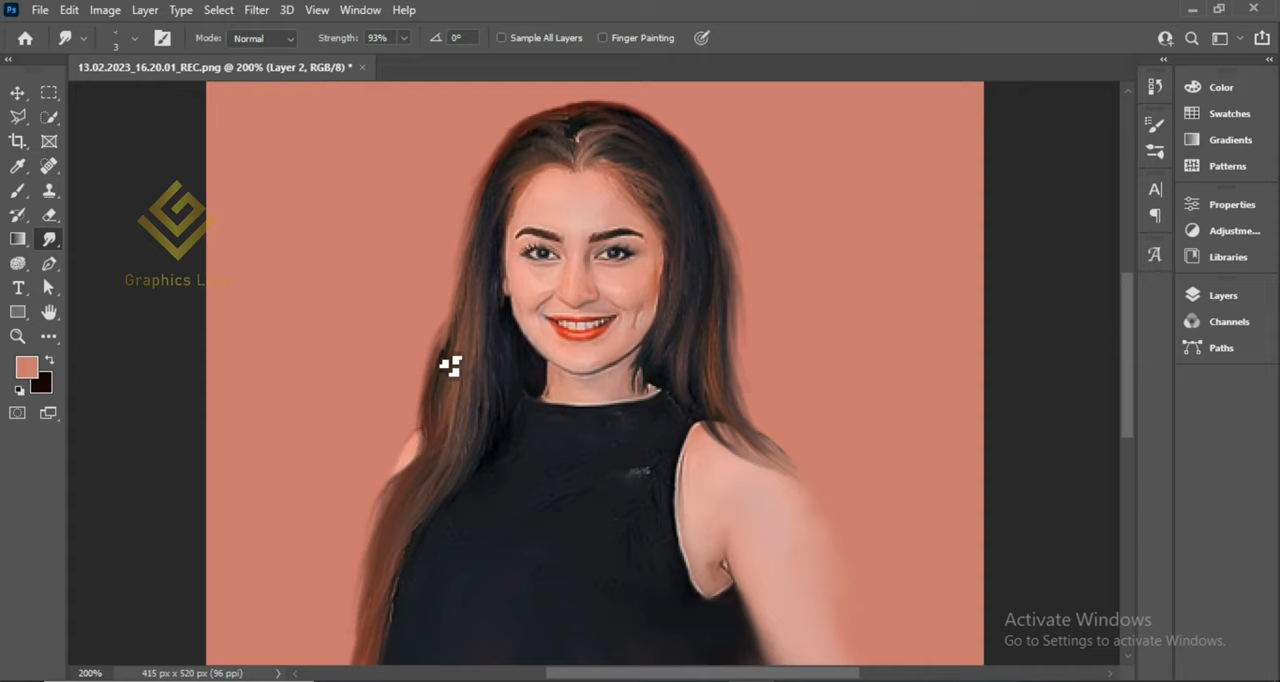 Ps File Edit Image Layer Type Select Filter 3D View Window Help
3 Mode: Normal Strength: 93% 0° Sample All Layers Finger Painting
13.02.2023_16.20.01_REC.png @ 200% (Layer 2, RGB/8) *
Color
Swatches
Gradients
Patterns
Properties
Adjustme...
Libraries
Layers
Channels
Paths
Graphics
Activate Windows
Go to Settings to activate Windows.
200% 415 px x 520 px (96 ppi)